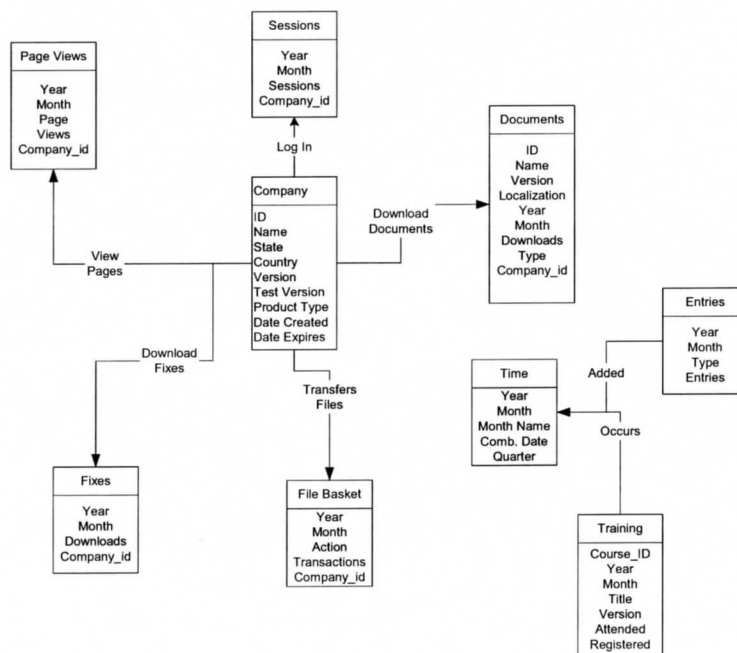 Sessions
Year
Month
Sessions
Company_id
Page Views
Year
Month
Page
Views
Company_id
Log In
Documents
ID
Name
Version
Localization
Year
Month
Downloads
Type
Company_id
Company
ID
Name
State
Country
Version
Test Version
Product Type
Date Created
Date Expires
Download
Documents
View
Pages
Entries
Year
Month
Type
Entries
Download
Fixes
Added
Time
Year
Month
Month Name
Comb. Date
Quarter
Transfers
Files
Occurs
Fixes
Year
Month
Downloads
Company_id
File Basket
Year
Month
Action
Transactions
Company_id
Training
Course_ID
Year
Month
Title
Version
Attended
Registered